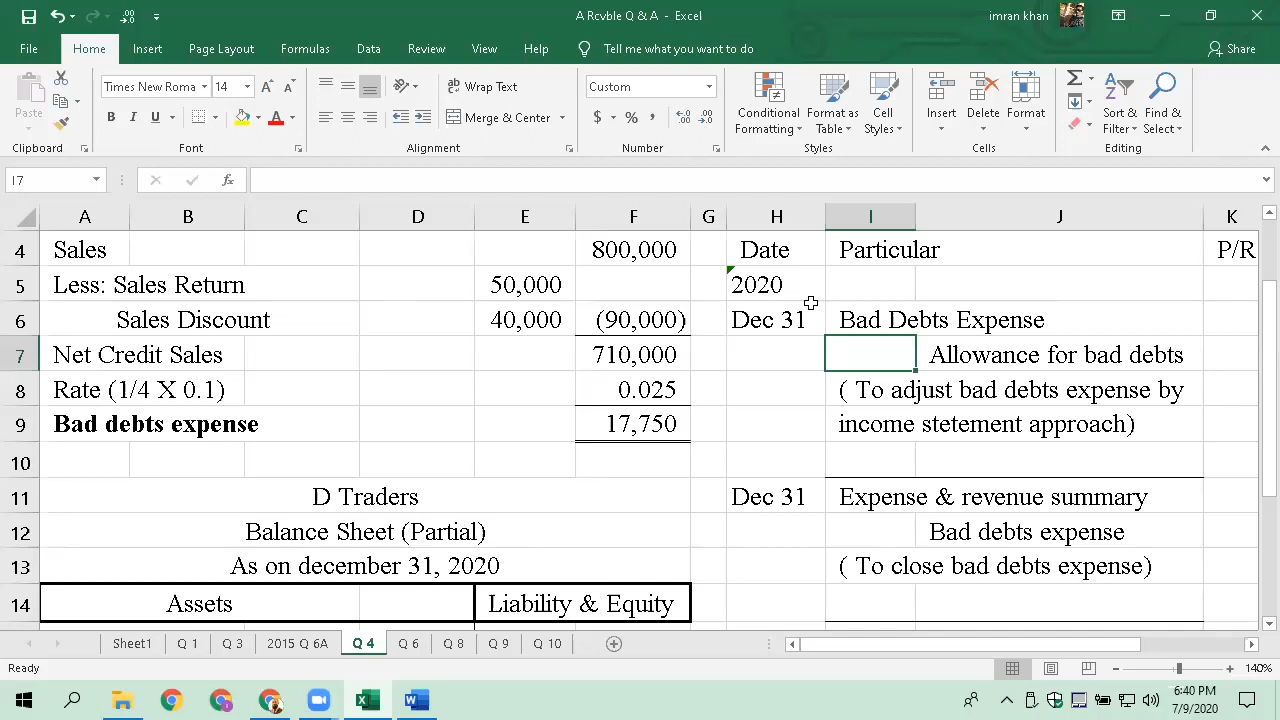 A Rcvble Q & A - Excel
imran khan
File Home Insert Page Layout Formulas Data Review View Help Tell me what you want to do Share
Paste
Clipboard
Times New Roma 14
B I U
Font
Wrap Text
Merge & Center
Alignment
Custom
$ % ,
Number
Conditional Formatting
Format as Table
Cell Styles
Styles
Insert Delete Format
Cells
Sort & Filter
Find & Select
Editing
I7
fx
A B C D E F G H I J K
4 Sales 800,000 Date Particular P/R
5 Less: Sales Return 50,000 2020
6 Sales Discount 40,000 (90,000) Dec 31 Bad Debts Expense
7 Net Credit Sales 710,000 Allowance for bad debts
8 Rate (1/4 X 0.1) 0.025 ( To adjust bad debts expense by
9 Bad debts expense 17,750 income stetement approach)
10
11 D Traders Dec 31 Expense & revenue summary
12 Balance Sheet (Partial) Bad debts expense
13 As on december 31, 2020 ( To close bad debts expense)
14 Assets Liability & Equity
Sheet1 Q 1 Q 3 2015 Q 6A Q 4 Q 6 Q 8 Q 9 Q 10
Ready
140%
6:40 PM
7/9/2020